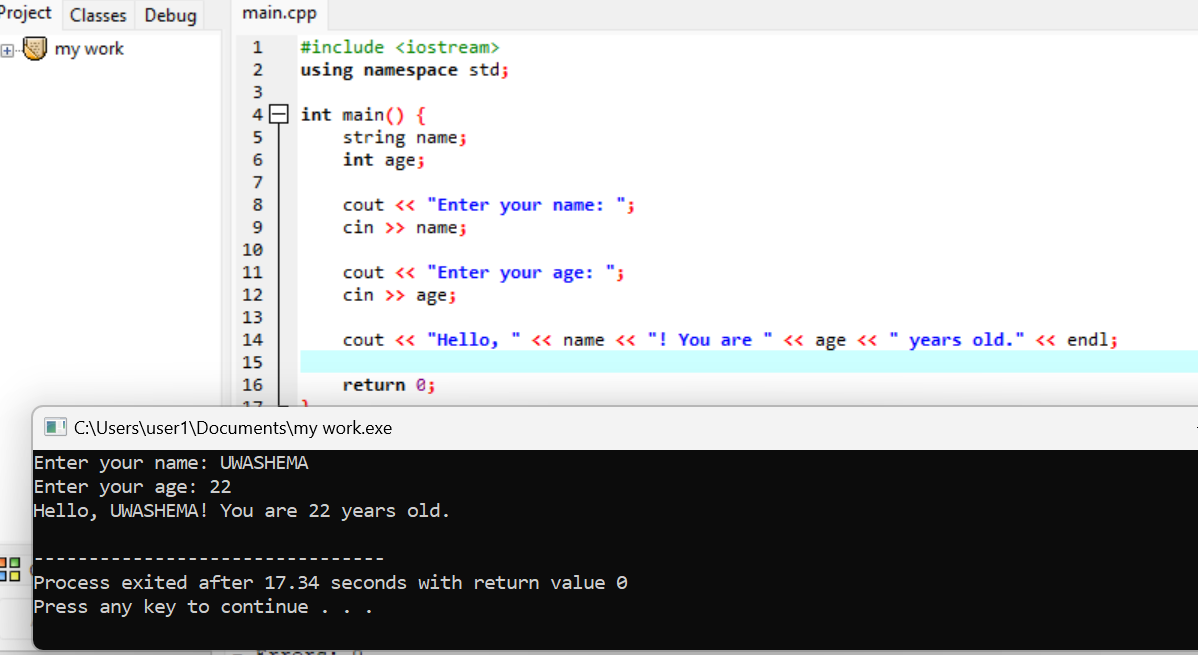 Project Classes Debug
my work
main.cpp
1 #include <iostream>
2 using namespace std;
3
4 int main() {
5 string name;
6 int age;
7
8 cout << "Enter your name: ";
9 cin >> name;
10
11 cout << "Enter your age: ";
12 cin >> age;
13
14 cout << "Hello, " << name << "! You are " << age << " years old." << endl;
15
16 return 0;
17 }
C:\Users\user1\Documents\my work.exe
Enter your name: UWASHEMA
Enter your age: 22
Hello, UWASHEMA! You are 22 years old.
--------------------------------
Process exited after 17.34 seconds with return value 0
Press any key to continue . . .